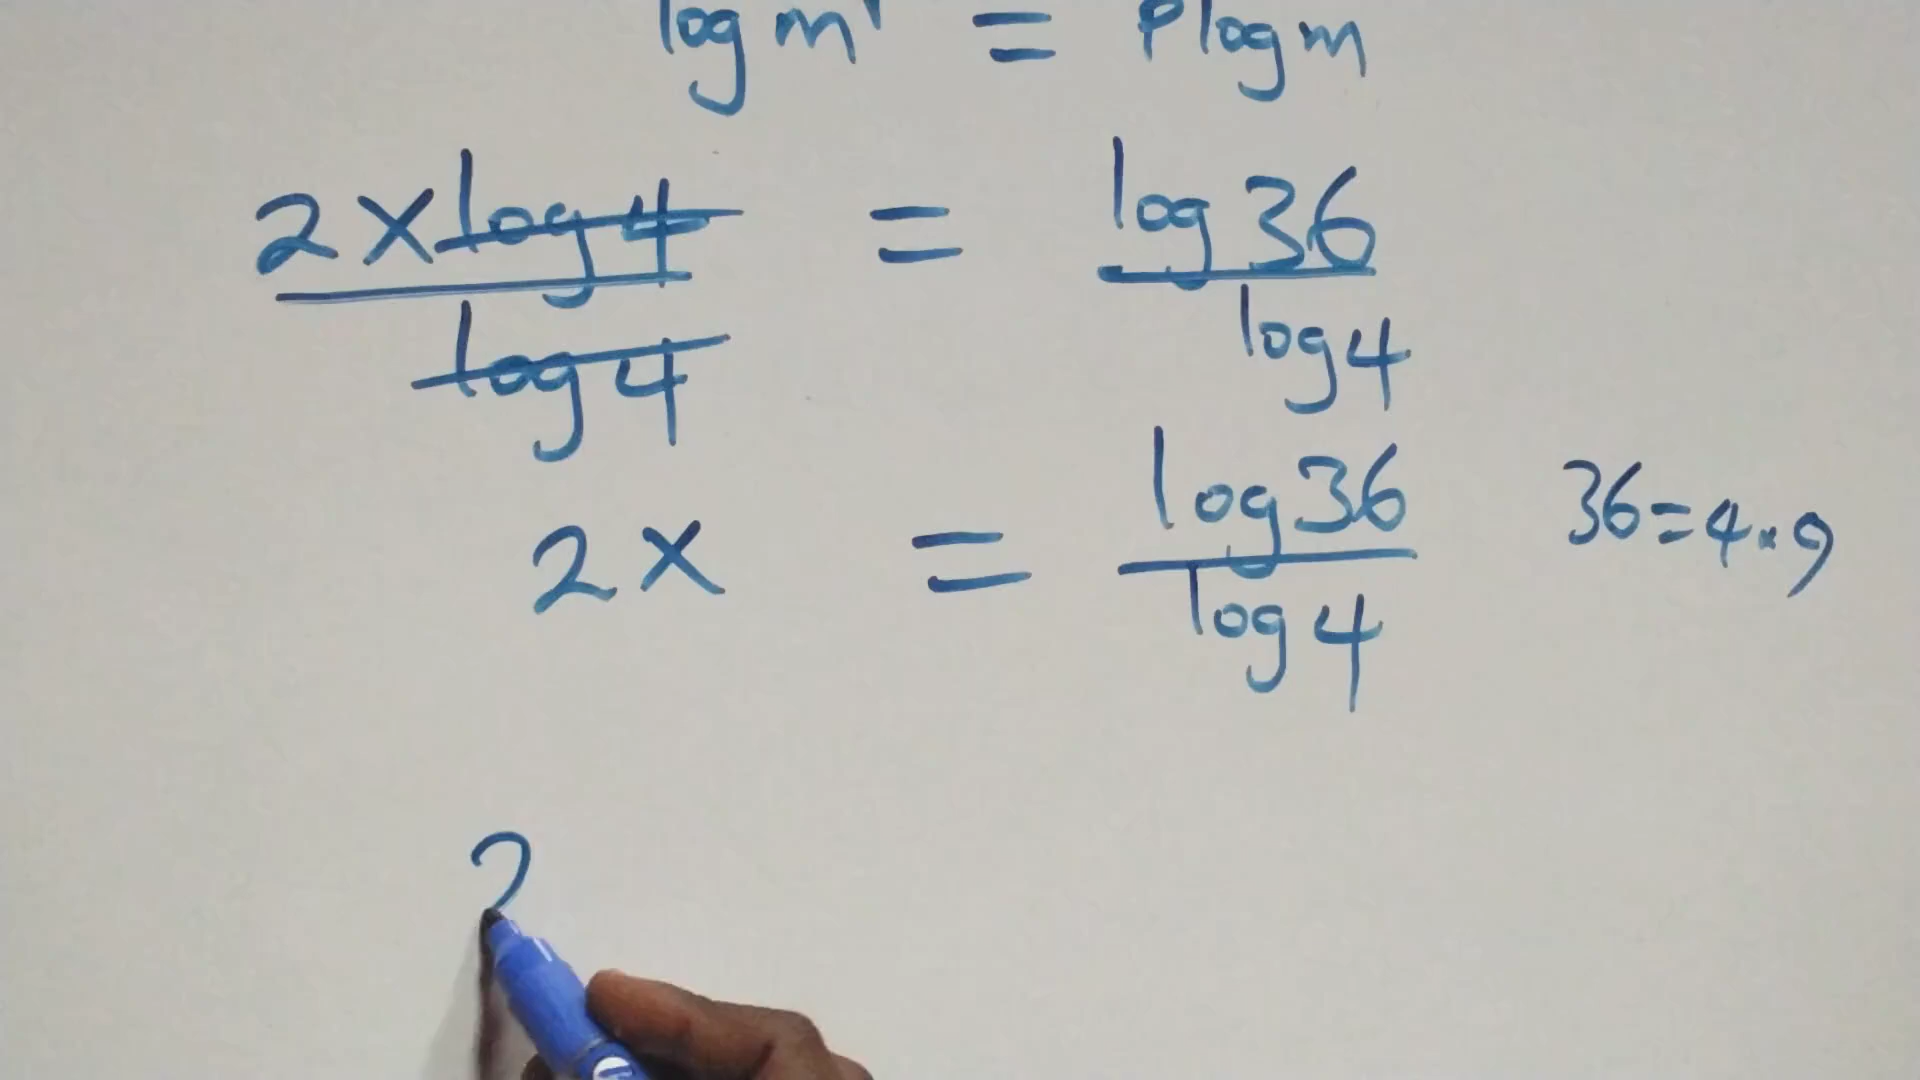 log mᴾ = P log m
2x log 4 = log 36
log 4 log 4
2x = log 36 36 = 4 × 9
log 4
2